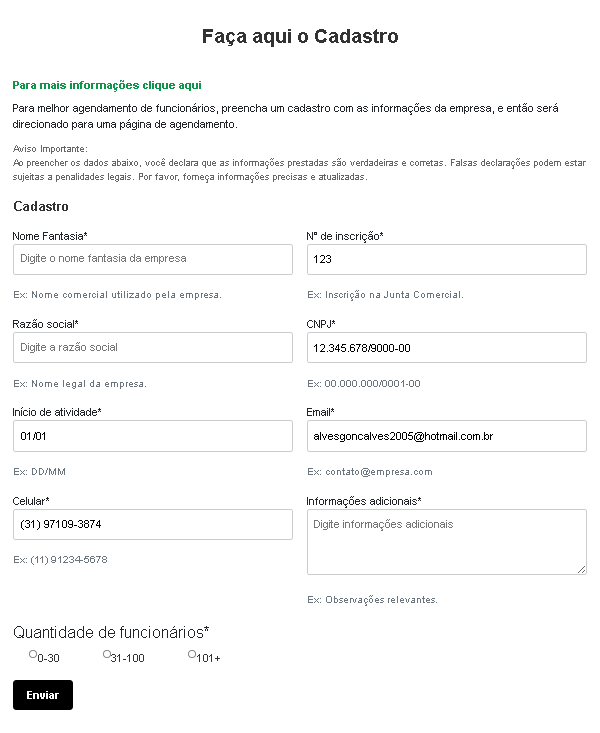 Faça aqui o Cadastro
Para mais informações clique aqui
Para melhor agendamento de funcionários, preencha um cadastro com as informações da empresa, e então será
direcionado para uma página de agendamento.
Aviso Importante:
Ao preencher os dados abaixo, você declara que as informações prestadas são verdadeiras e corretas. Falsas declarações podem estar
sujeitas a penalidades legais. Por favor, forneça informações precisas e atualizadas.
Cadastro
Nome Fantasia*
Digite o nome fantasia da empresa
Ex: Nome comercial utilizado pela empresa.
N° de inscrição*
123
Ex: Inscrição na Junta Comercial.
Razão social*
Digite a razão social
Ex: Nome legal da empresa.
CNPJ*
12.345.678/9000-00
Ex: 00.000.000/0001-00
Início de atividade*
01/01
Ex: DD/MM
Email*
alvesgoncalves2005@hotmail.com.br
Ex: contato@empresa.com
Celular*
(31) 97109-3874
Ex: (11) 91234-5678
Informações adicionais*
Digite informações adicionais
Ex: Observações relevantes.
Quantidade de funcionários*
0-30 31-100 101+
Enviar